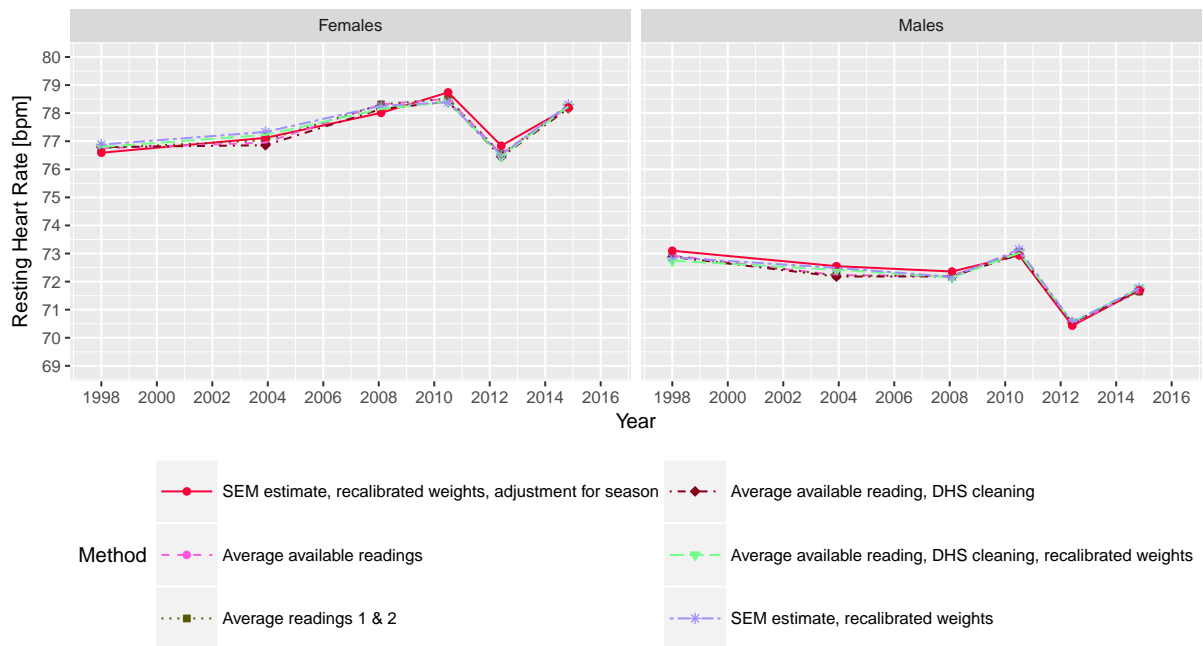 Females Males
80
79
78
77
76
75
74
73
72
71
70
69
Resting Heart Rate [bpm]
1998 2000 2002 2004 2006 2008 2010 2012 2014 2016 1998 2000 2002 2004 2006 2008 2010 2012 2014 2016
Year
Method
SEM estimate, recalibrated weights, adjustment for season
Average available readings
Average readings 1 & 2
Average available reading, DHS cleaning
Average available reading, DHS cleaning, recalibrated weights
SEM estimate, recalibrated weights